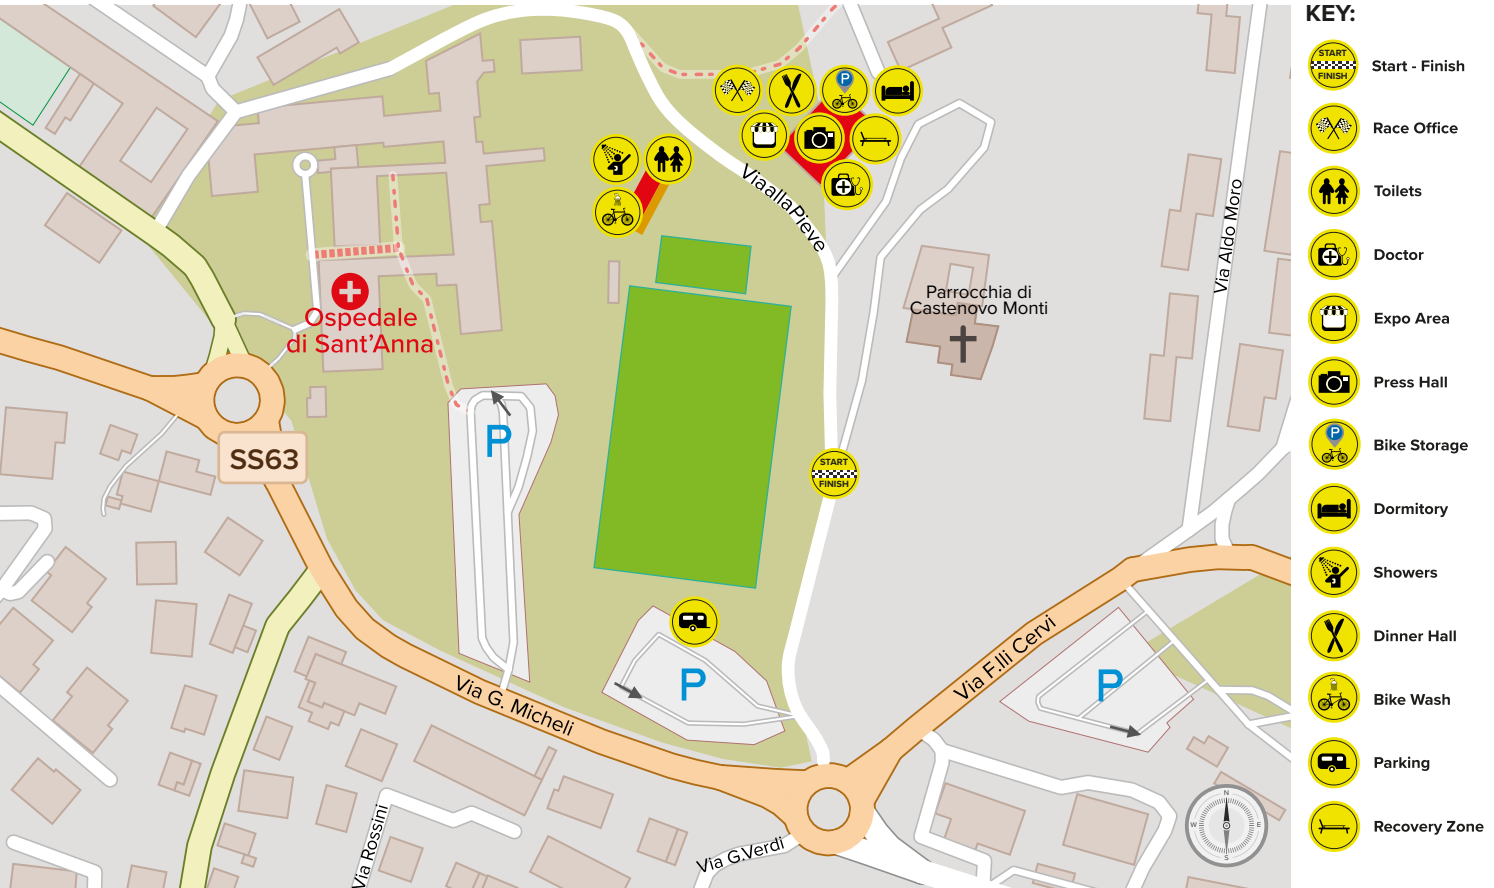 KEY:
START
FINISH
Start - Finish
Race Office
Toilets
Doctor
Expo Area
Press Hall
P
Bike Storage
Dormitory
Showers
Dinner Hall
Bike Wash
Parking
Recovery Zone
P
Via alla Pieve
Via Aldo Moro
Parrocchia di
Castenovo Monti
Ospedale
di Sant'Anna
P
SS63
START
FINISH
Via G. Micheli
P
Via F.lli Cervi
P
Via Rossini
Via G.Verdi
N
W
E
S